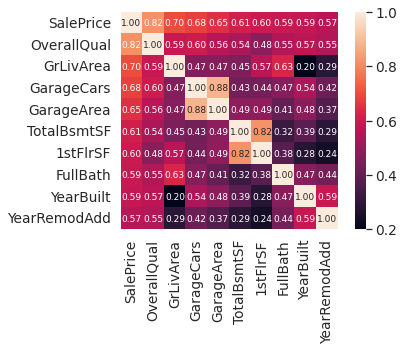 SalePrice 1.00 0.82 0.70 0.68 0.65 0.61 0.60 0.59 0.59 0.57
OverallQual 0.82 1.00 0.59 0.60 0.56 0.54 0.48 0.55 0.57 0.55
GrLivArea 0.70 0.59 1.00 0.47 0.47 0.45 0.57 0.63 0.20 0.29
GarageCars 0.68 0.60 0.47 1.00 0.88 0.43 0.44 0.47 0.54 0.42
GarageArea 0.65 0.56 0.47 0.88 1.00 0.49 0.49 0.41 0.48 0.37
TotalBsmtSF 0.61 0.54 0.45 0.43 0.49 1.00 0.82 0.32 0.39 0.29
1stFlrSF 0.60 0.48 0.57 0.44 0.49 0.82 1.00 0.38 0.28 0.24
FullBath 0.59 0.55 0.63 0.47 0.41 0.32 0.38 1.00 0.47 0.44
YearBuilt 0.59 0.57 0.20 0.54 0.48 0.39 0.28 0.47 1.00 0.59
YearRemodAdd 0.57 0.55 0.29 0.42 0.37 0.29 0.24 0.44 0.59 1.00
SalePrice
OverallQual
GrLivArea
GarageCars
GarageArea
TotalBsmtSF
1stFlrSF
FullBath
YearBuilt
YearRemodAdd
1.0
0.8
0.6
0.4
0.2